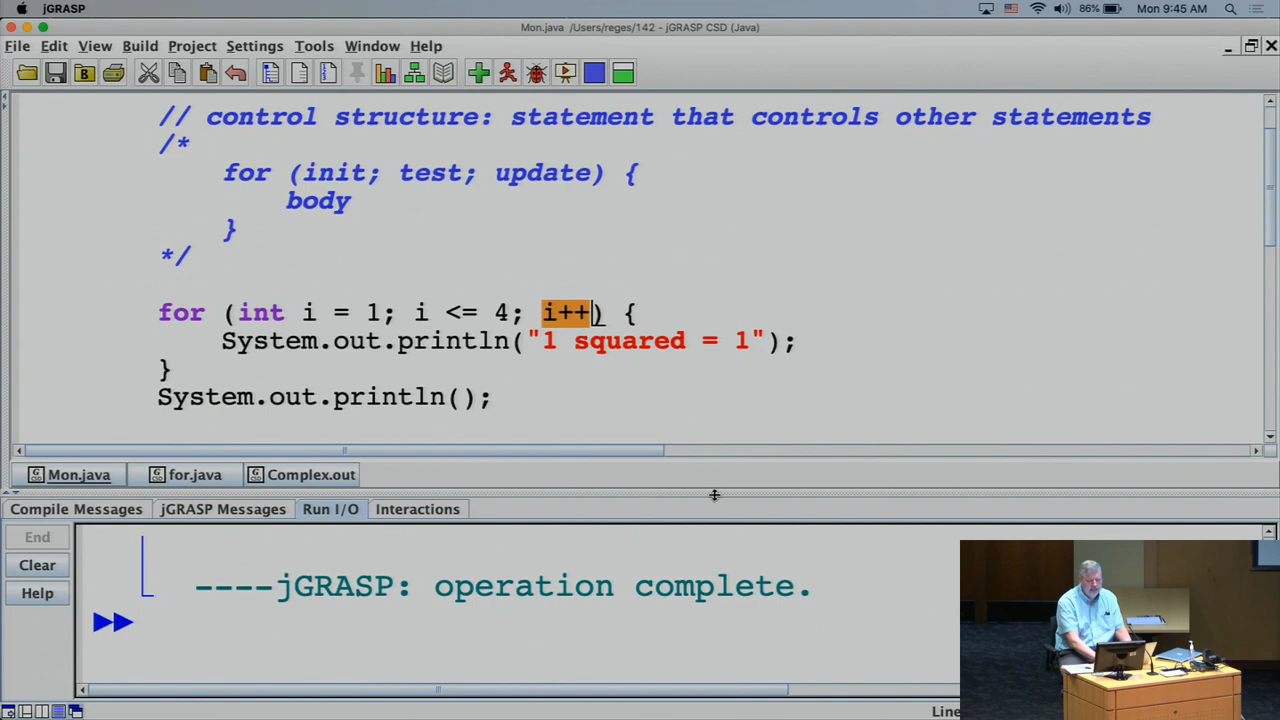 jGRASP
86%
Mon 9:45 AM
Mon.java /Users/reges/142 - jGRASP CSD (Java)
File Edit View Build Project Settings Tools Window Help
B
// control structure: statement that controls other statements
/*
for (init; test; update) {
body
}
*/
for (int i = 1; i <= 4; i++) {
System.out.println("1 squared = 1");
}
System.out.println();
Mon.java for.java Complex.out
Compile Messages jGRASP Messages Run I/O Interactions
End
Clear
Help
----jGRASP: operation complete.
Line